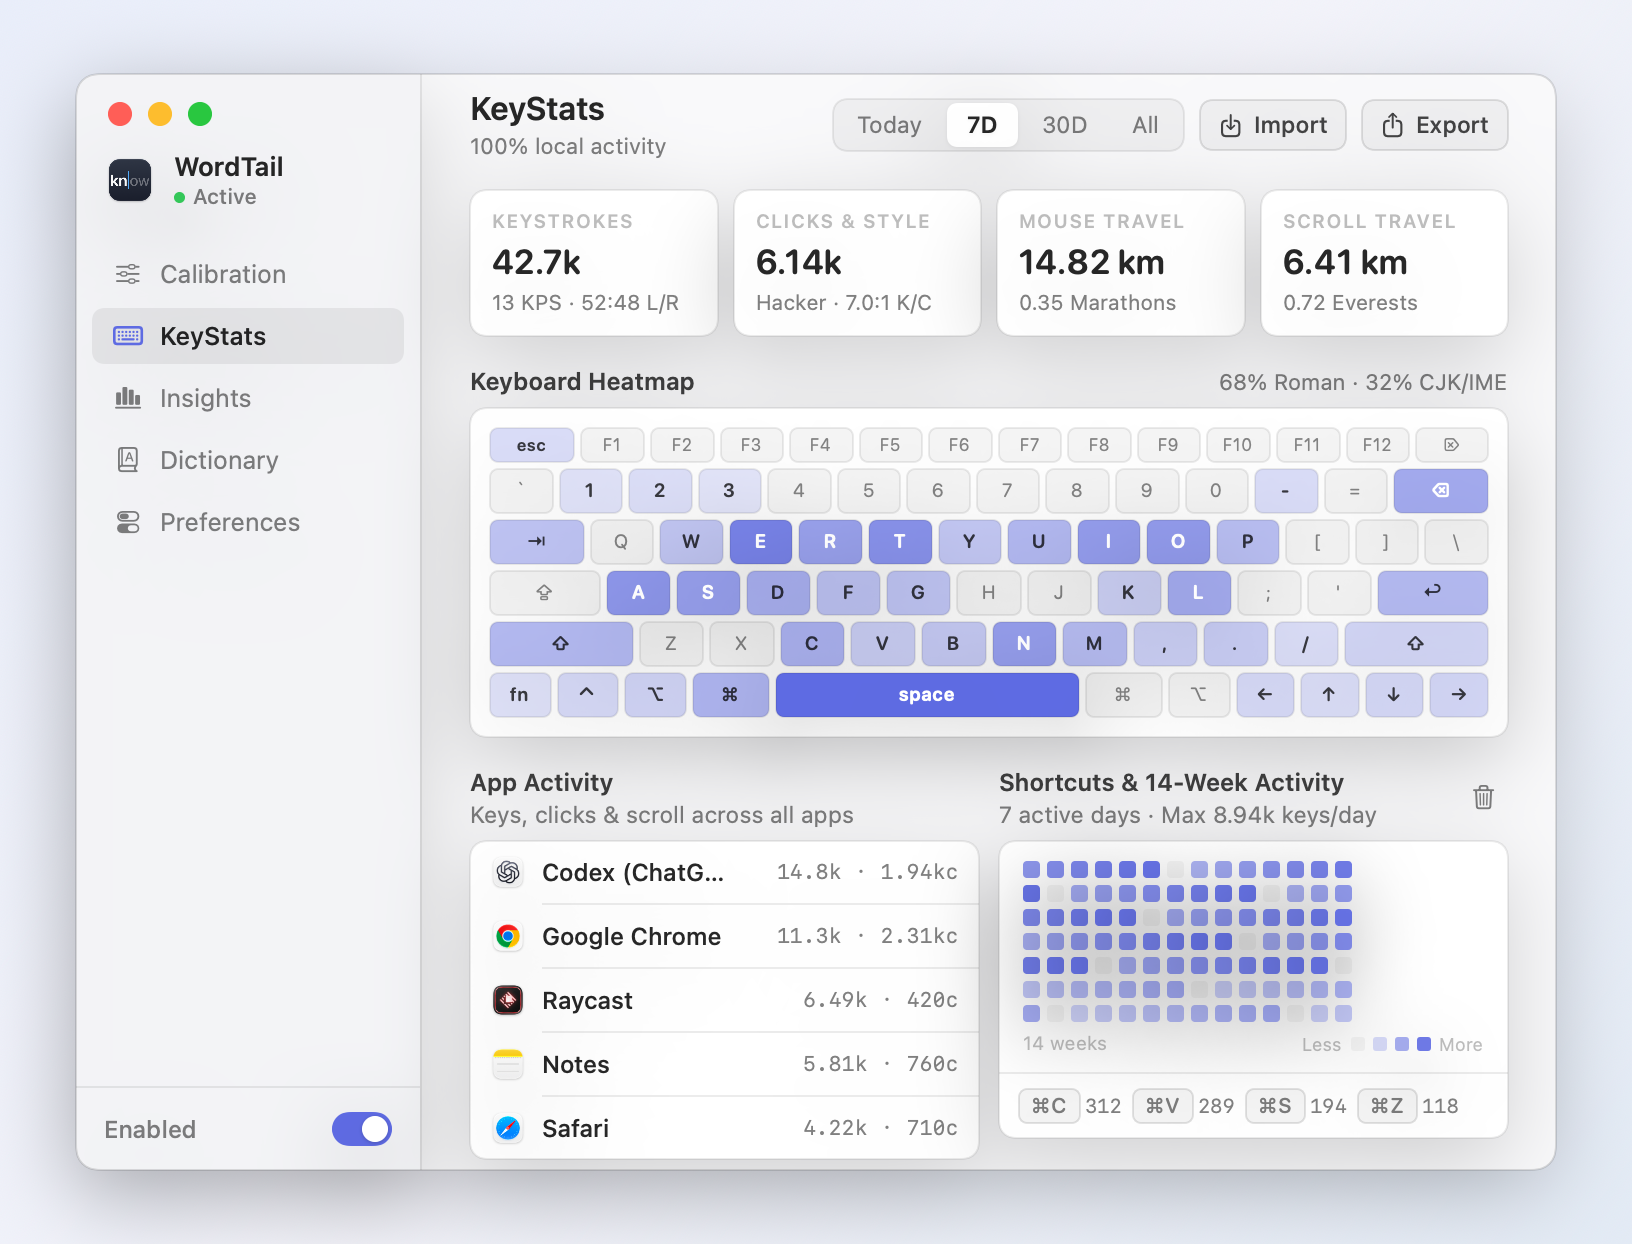 WordTail
Active
Calibration
KeyStats
Insights
Dictionary
Preferences
Enabled
KeyStats
100% local activity
Today 7D 30D All Import Export
KEYSTROKES
42.7k
13 KPS · 52:48 L/R
CLICKS & STYLE
6.14k
Hacker · 7.0:1 K/C
MOUSE TRAVEL
14.82 km
0.35 Marathons
SCROLL TRAVEL
6.41 km
0.72 Everests
Keyboard Heatmap
68% Roman · 32% CJK/IME
esc F1 F2 F3 F4 F5 F6 F7 F8 F9 F10 F11 F12 ⌦
` 1 2 3 4 5 6 7 8 9 0 - = ⌫
⇥ Q W E R T Y U I O P [ ] \
⇪ A S D F G H J K L ; ' ↩
⇧ Z X C V B N M , . / ⇧
fn ^ ⌥ ⌘ space ⌘ ⌥ ← ↑ ↓ →
App Activity
Keys, clicks & scroll across all apps
Codex (ChatG... 14.8k · 1.94kc
Google Chrome 11.3k · 2.31kc
Raycast 6.49k · 420c
Notes 5.81k · 760c
Safari 4.22k · 710c
Shortcuts & 14-Week Activity
7 active days · Max 8.94k keys/day
14 weeks Less More
⌘C 312 ⌘V 289 ⌘S 194 ⌘Z 118
know